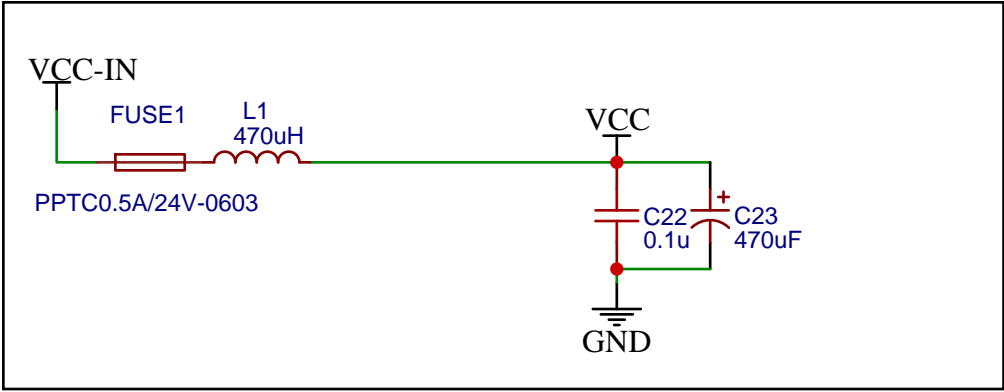 VCC-IN
FUSE1
L1
470uH
PPTC0.5A/24V-0603
VCC
+
C22
0.1u
C23
470uF
GND